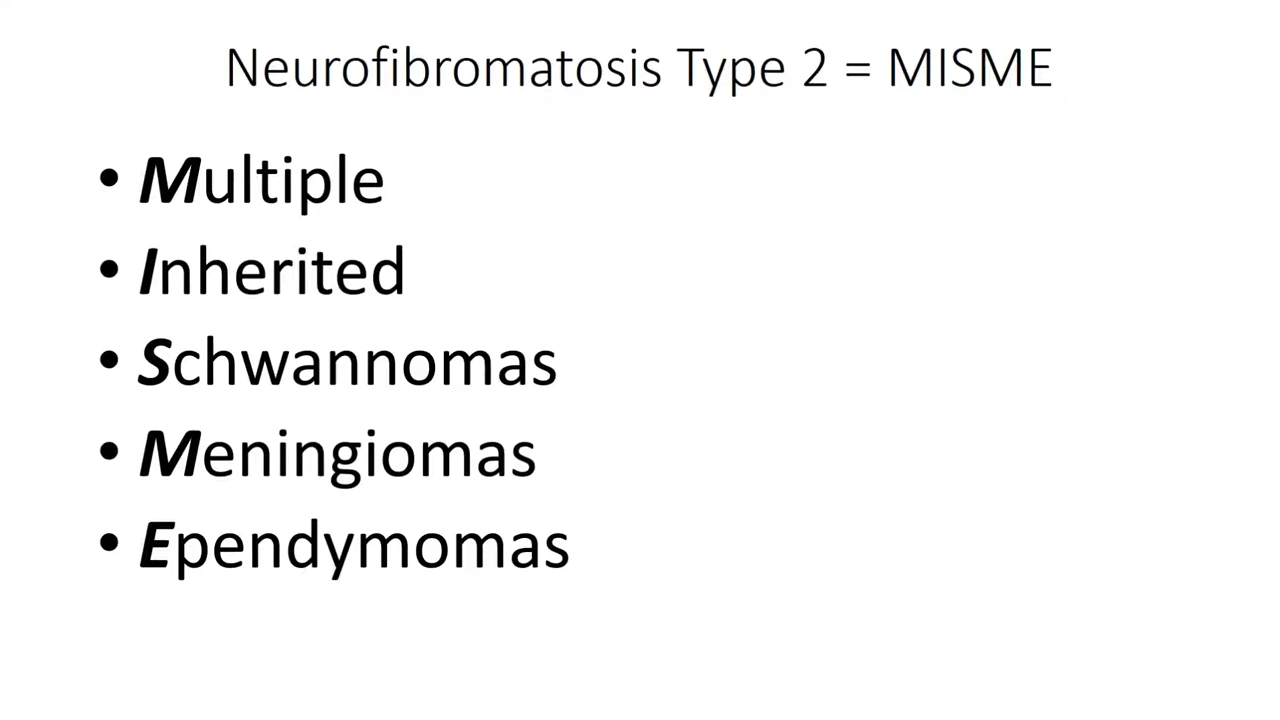 Neurofibromatosis Type 2 = MISME
• Multiple
• Inherited
• Schwannomas
• Meningiomas
• Ependymomas